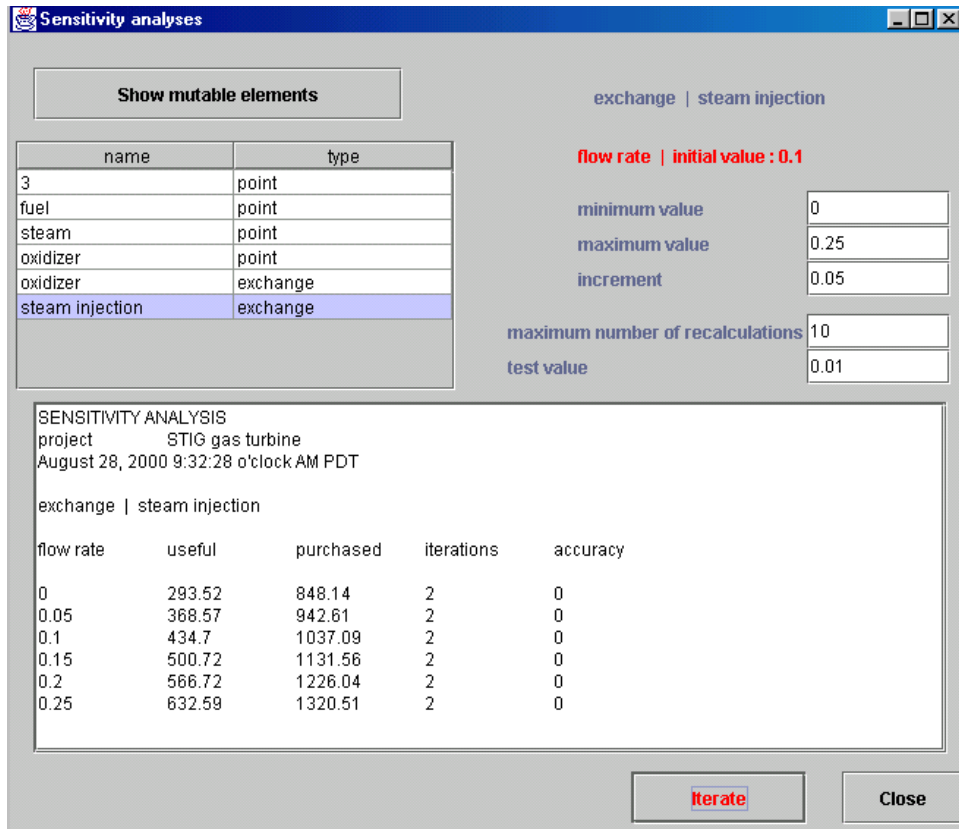 Sensitivity analyses
Show mutable elements
exchange | steam injection
name type
flow rate | initial value : 0.1
3 point
fuel point
steam point
oxidizer point
oxidizer exchange
steam injection exchange
minimum value 0
maximum value 0.25
increment 0.05
maximum number of recalculations 10
test value 0.01
SENSITIVITY ANALYSIS
project STIG gas turbine
August 28, 2000 9:32:28 o'clock AM PDT
exchange | steam injection
flow rate useful purchased iterations accuracy
0 293.52 848.14 2 0
0.05 368.57 942.61 2 0
0.1 434.7 1037.09 2 0
0.15 500.72 1131.56 2 0
0.2 566.72 1226.04 2 0
0.25 632.59 1320.51 2 0
Iterate Close